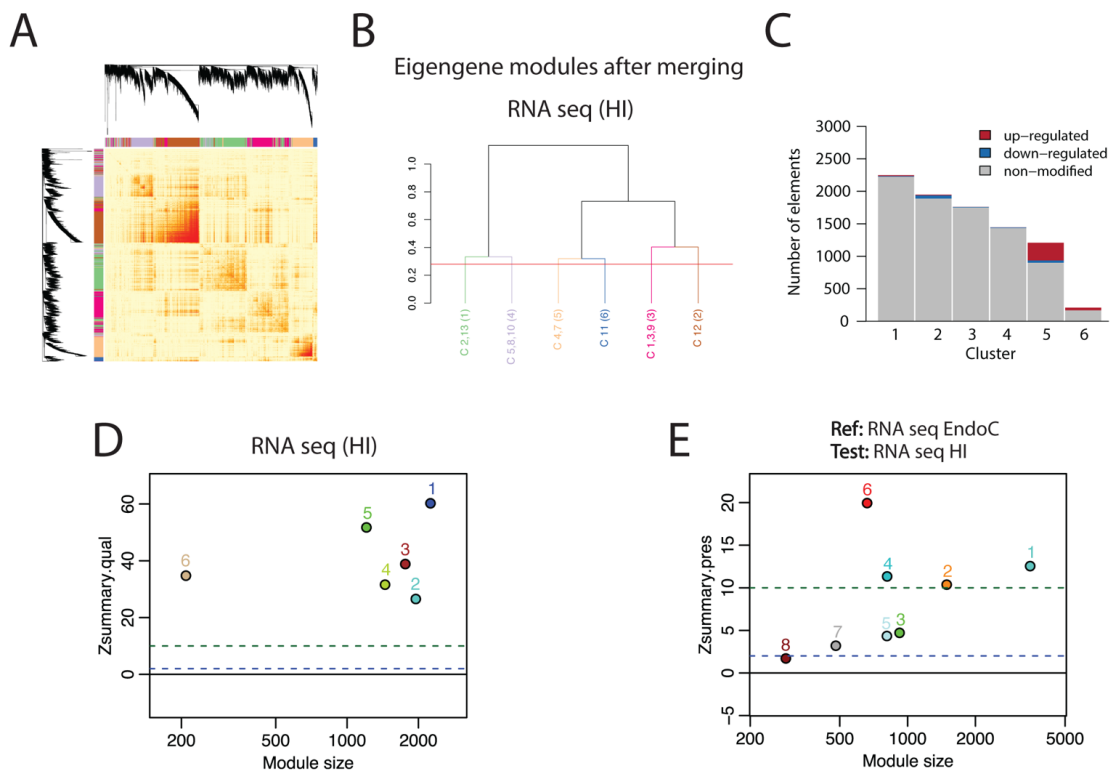 A
B
Eigengene modules after merging
RNA seq (HI)
1.0
0.8
0.6
0.4
0.2
0.0
C 2,13 (1)
C 5,8,10 (4)
C 4,7 (5)
C 11 (6)
C 1,3,9 (3)
C 12 (2)
C
3000
2500
2000
1500
1000
500
0
Number of elements
up−regulated
down−regulated
non−modified
1 2 3 4 5 6
Cluster
D
RNA seq (HI)
Zsummary.qual
60
40
20
0
1
5
3
6
4
2
200 500 1000 2000
Module size
E
Ref: RNA seq EndoC
Test: RNA seq HI
Zsummary.pres
20
15
10
5
0
−5
6
1
4
2
5
3
7
8
200 500 1000 2000 5000
Module size